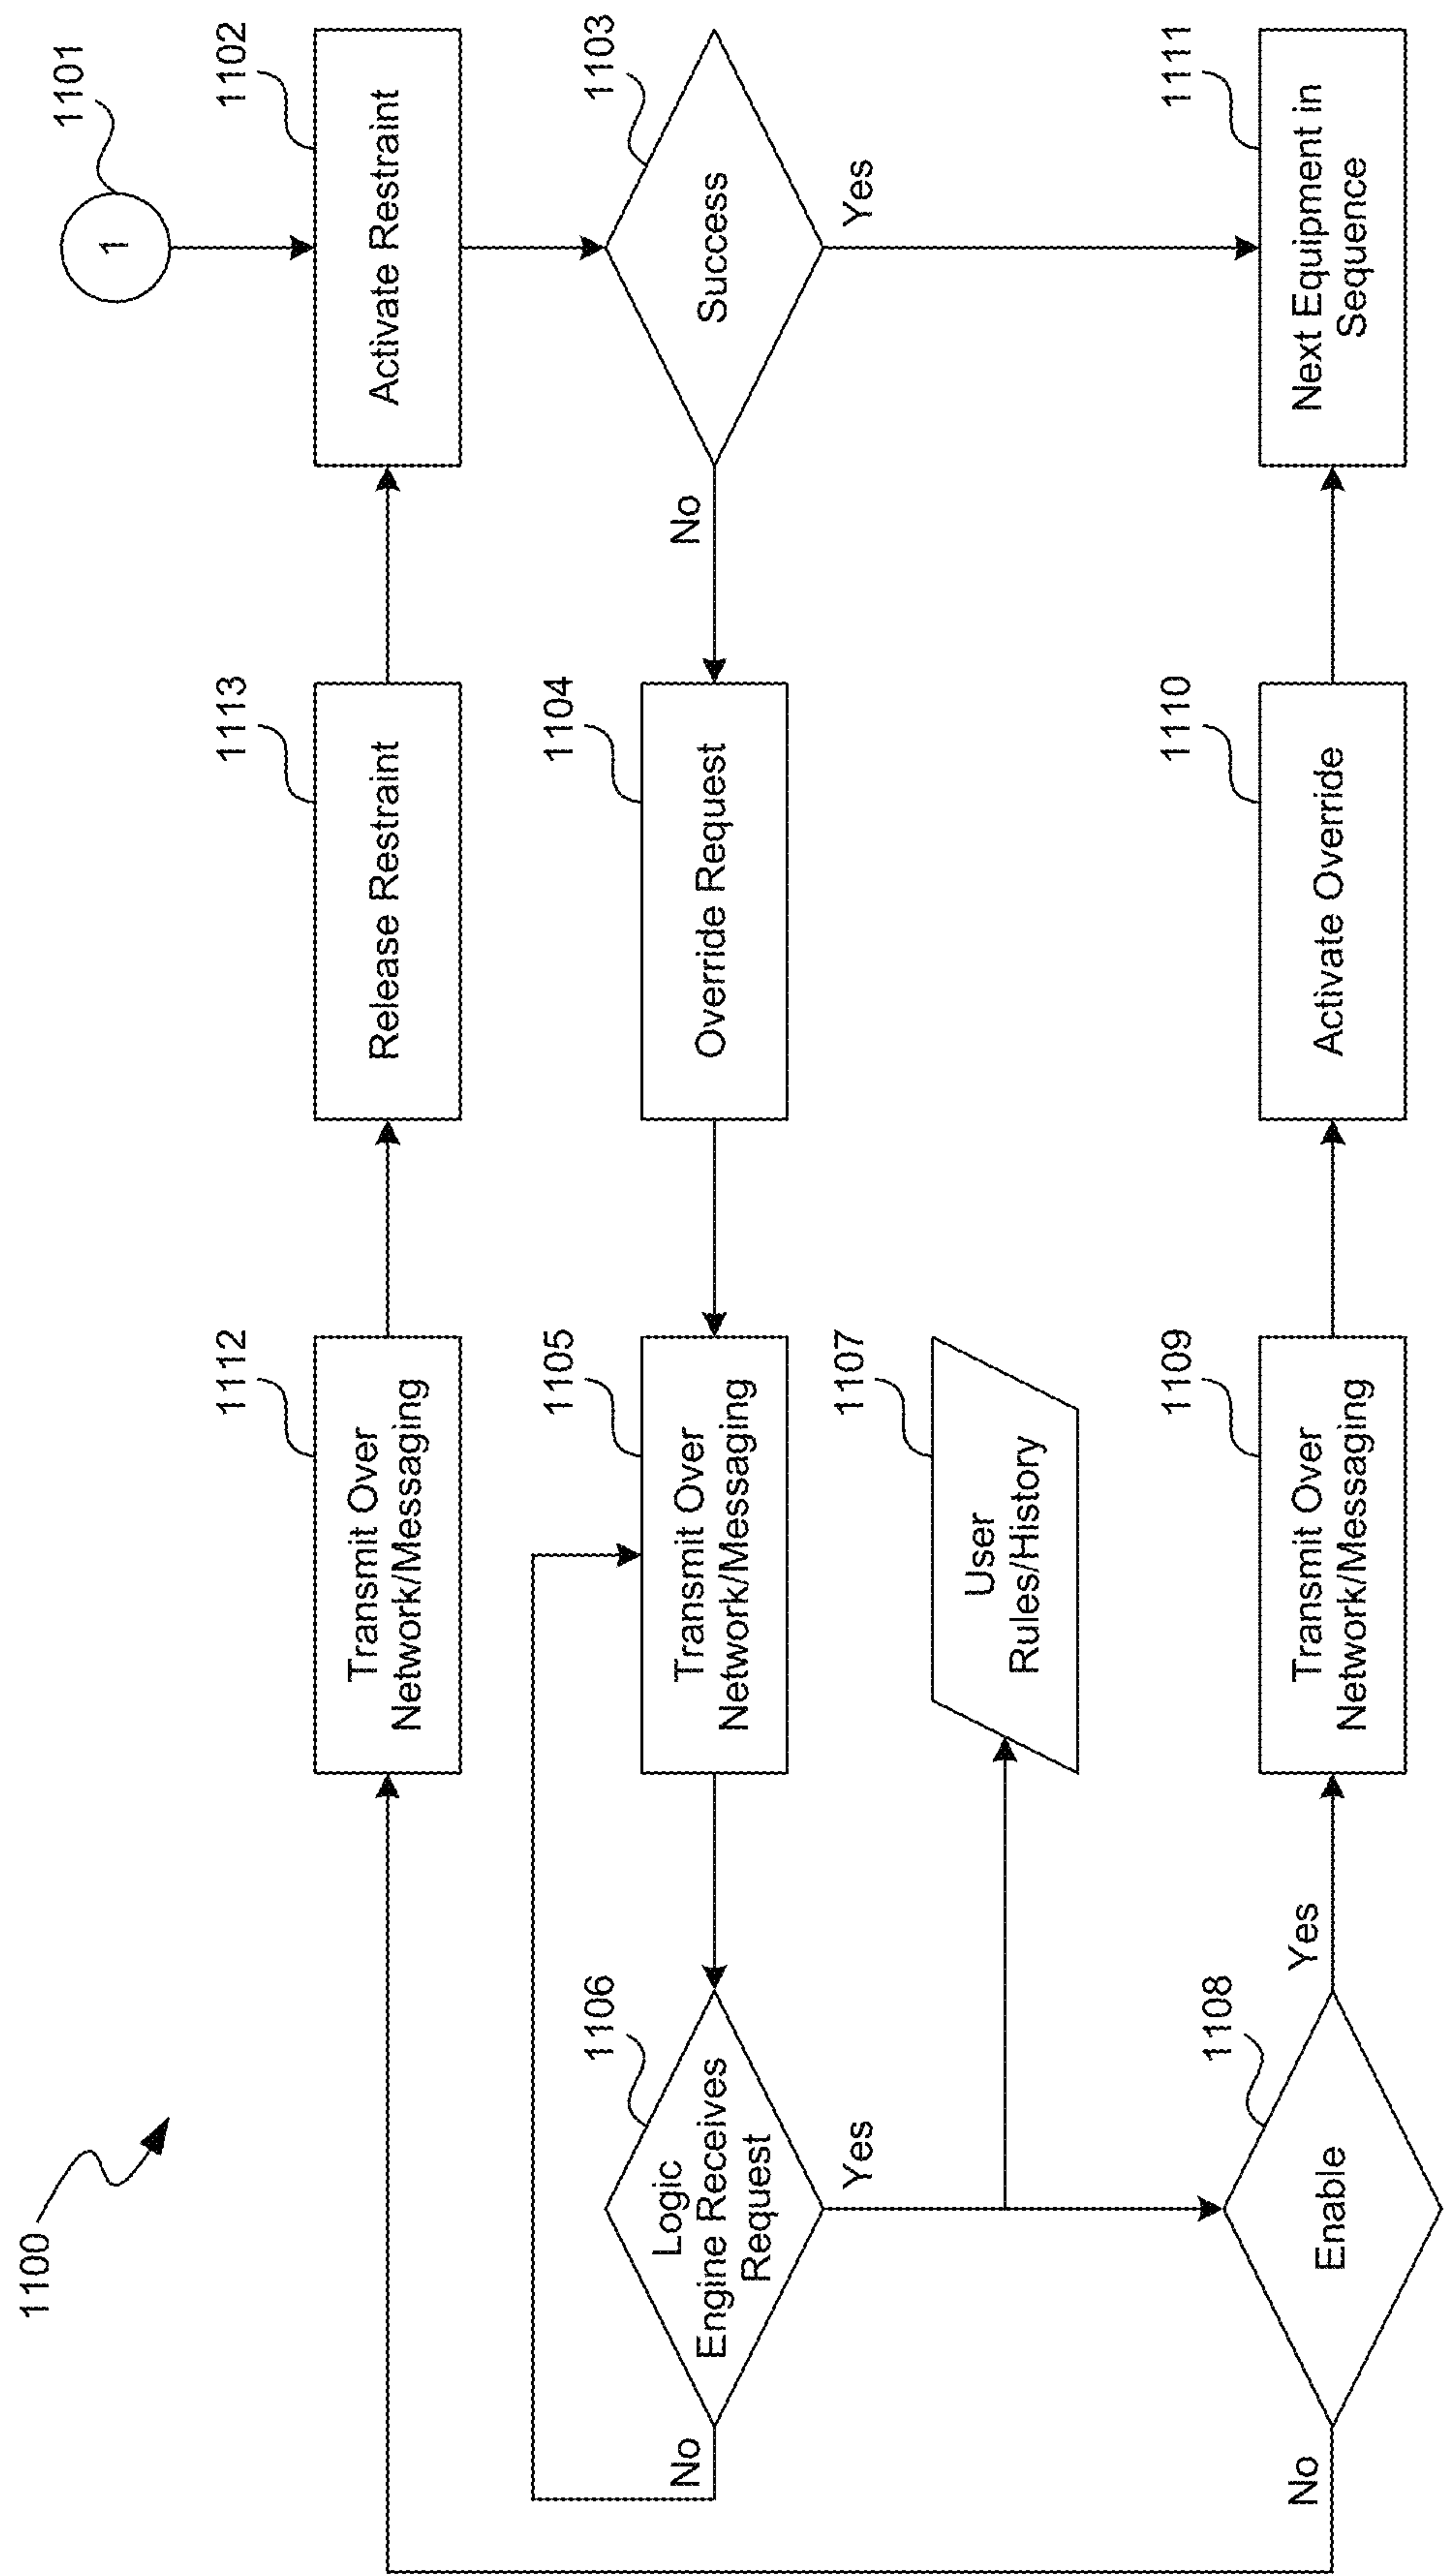 1100
1101
1
1102
Activate Restraint
1103
Success
No
Yes
1104
Override Request
1105
Transmit Over
Network/Messaging
1106
Logic
Engine Receives
Request
No
Yes
1107
User
Rules/History
1108
Enable
No
Yes
1109
Transmit Over
Network/Messaging
1110
Activate Override
1111
Next Equipment in
Sequence
1112
Transmit Over
Network/Messaging
1113
Release Restraint